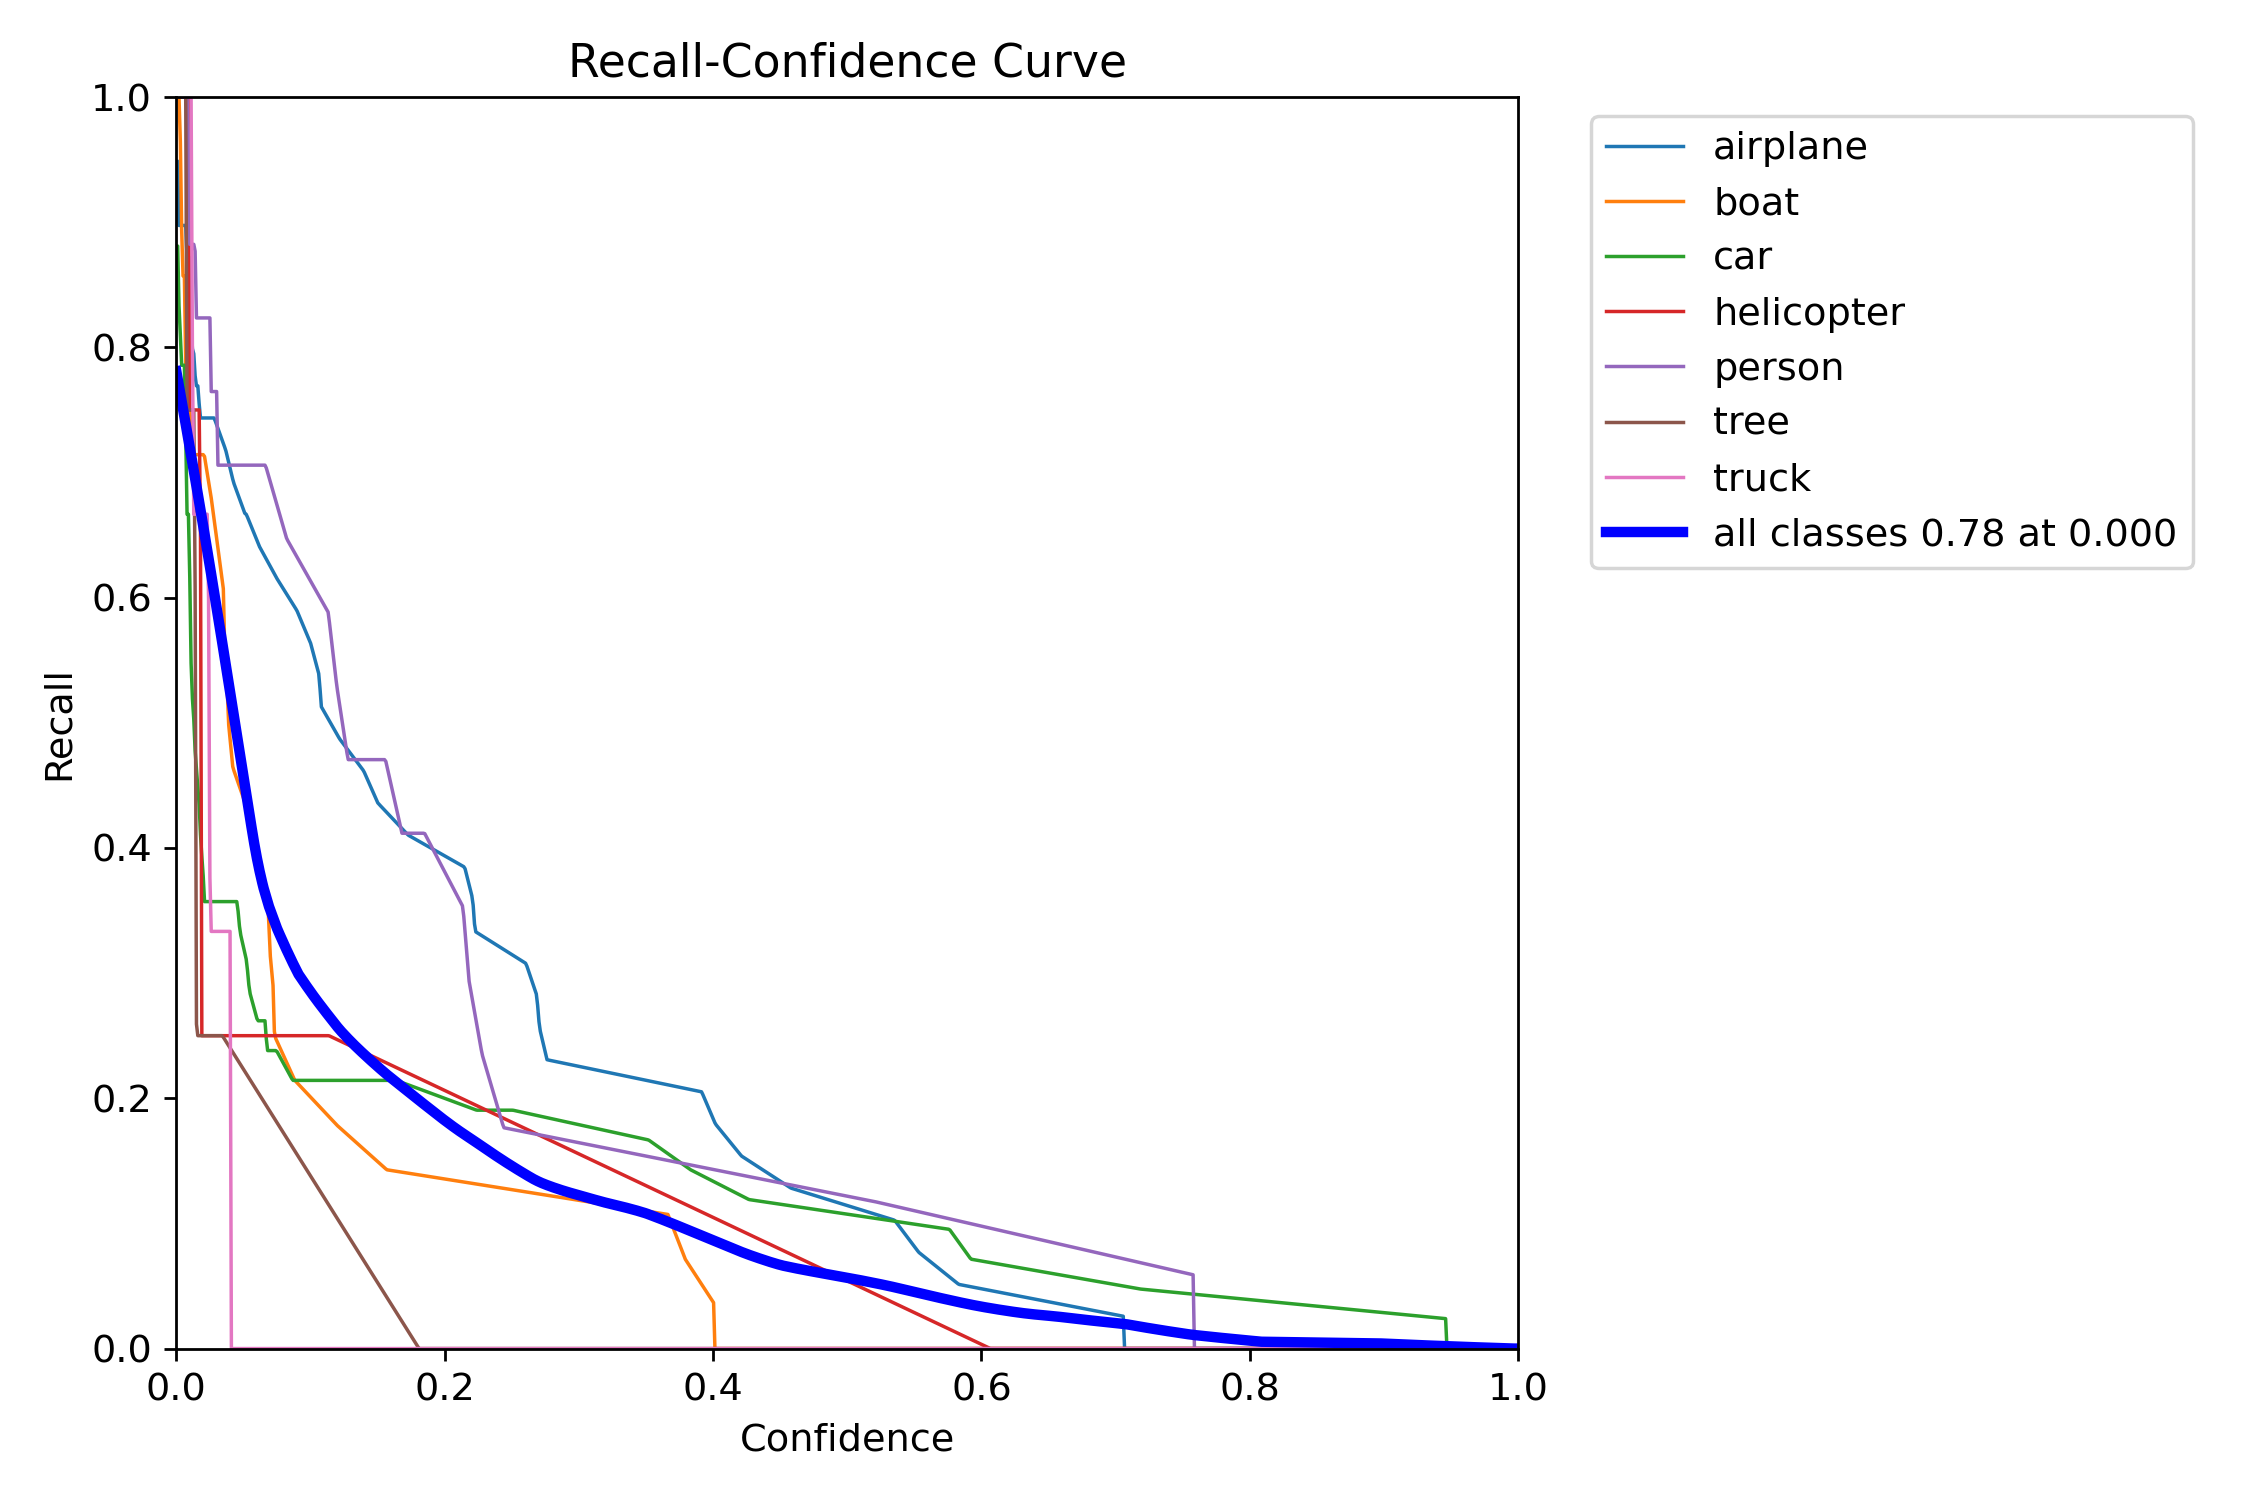 Recall-Confidence Curve
1.0
0.8
0.6
0.4
0.2
0.0
Recall
0.0 0.2 0.4 0.6 0.8 1.0
Confidence
airplane
boat
car
helicopter
person
tree
truck
all classes 0.78 at 0.000